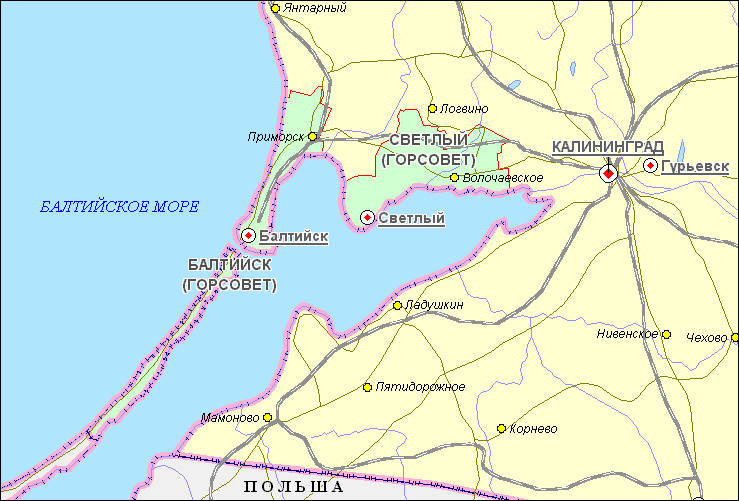 Янтарный
Логвино
Приморск
СВЕТЛЫЙ
(ГОРСОВЕТ)
КАЛИНИНГРАД
Гурьевск
Волочаевское
БАЛТИЙСКОЕ МОРЕ
Светлый
Балтийск
БАЛТИЙСК
(ГОРСОВЕТ)
Ладушкин
Нивенское
Чехово
Пятидорожное
Мамоново
Корнево
ПОЛЬША